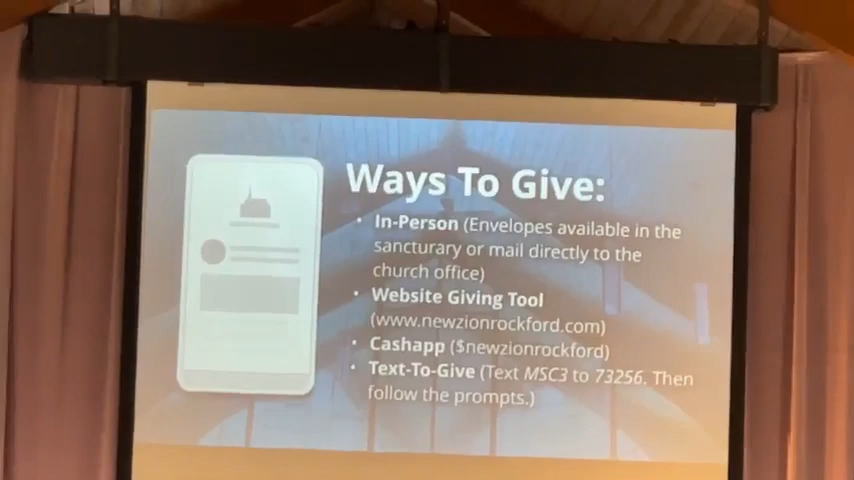 Ways To Give:
• In-Person (Envelopes available in the
sancturary or mail directly to the
church office)
• Website Giving Tool
(www.newzionrockford.com)
• Cashapp ($newzionrockford)
• Text-To-Give (Text MSC3 to 73256. Then
follow the prompts.)